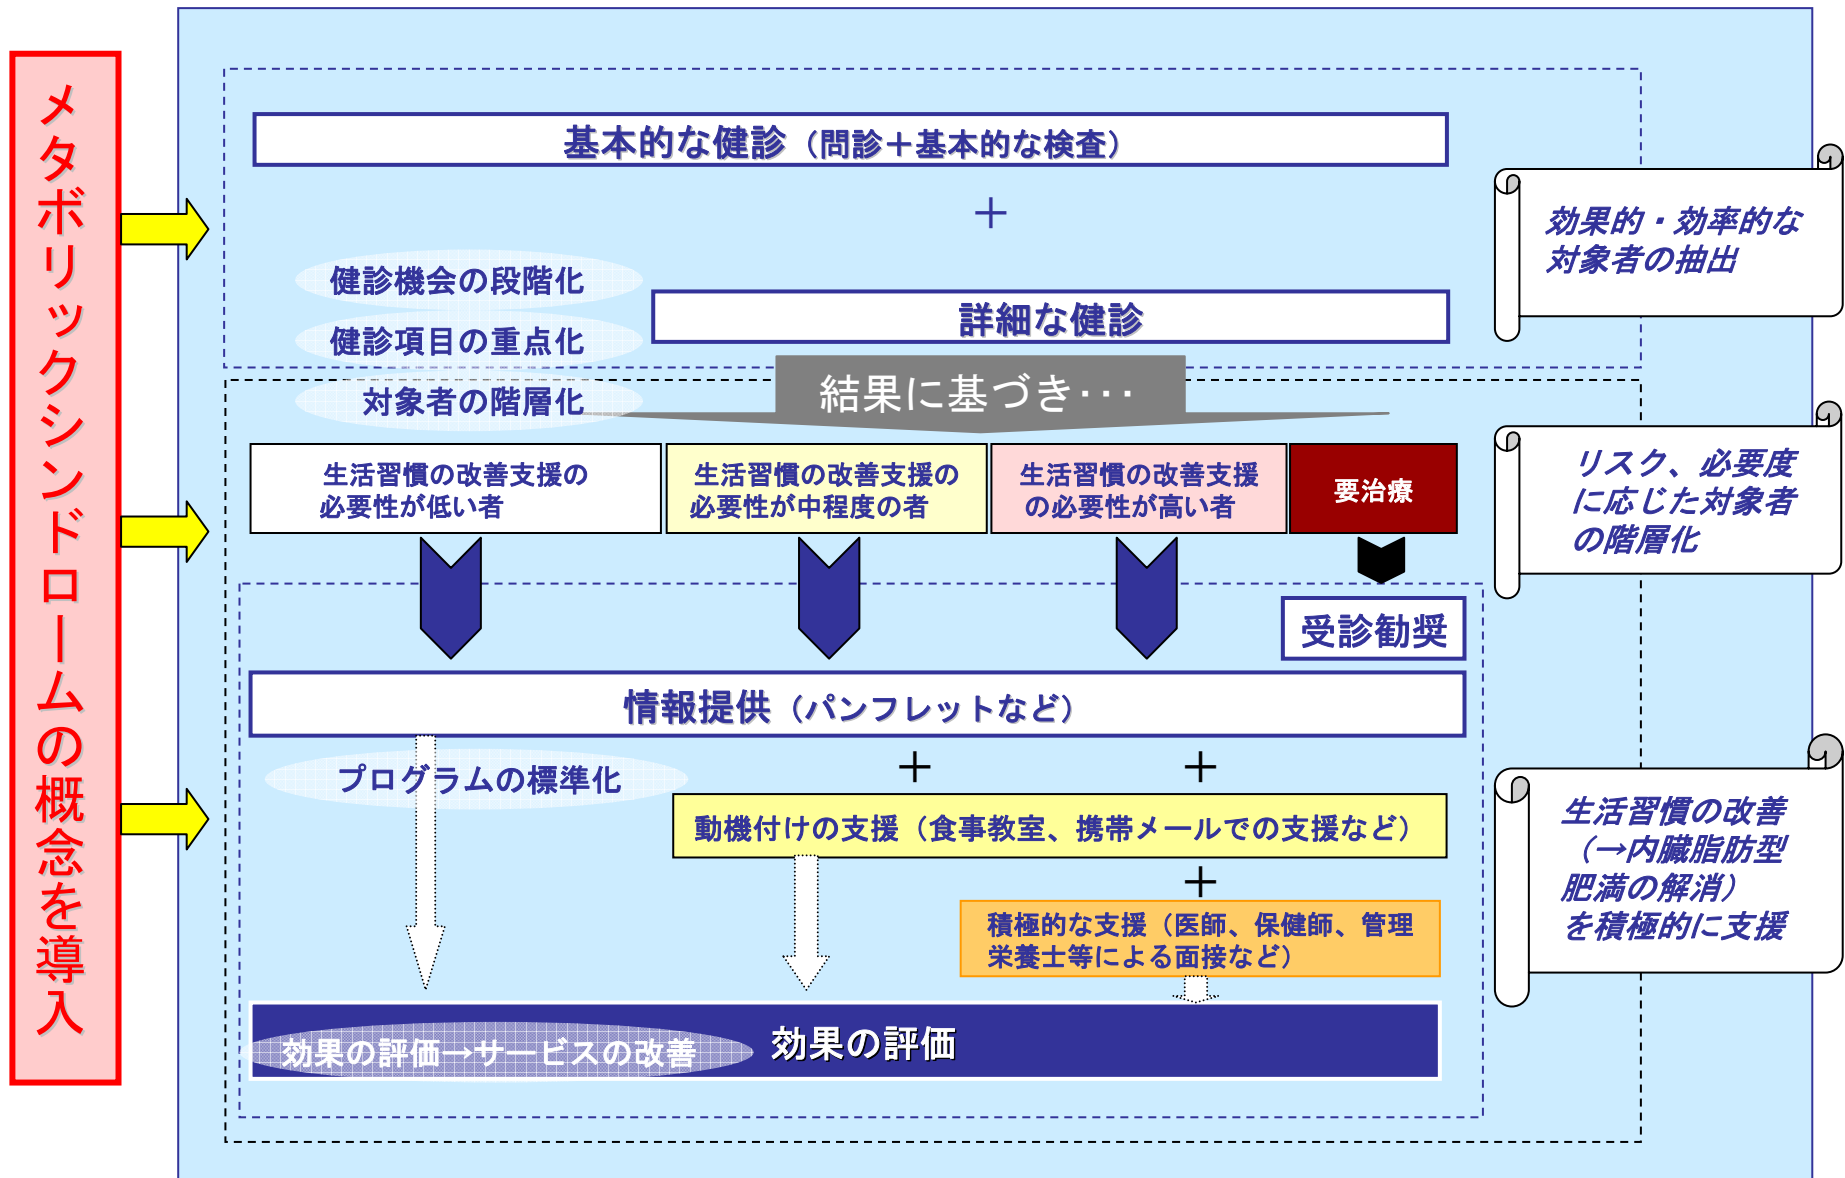 メタボリックシンドロームの概念を導入
基本的な健診（問診＋基本的な検査）
＋
健診機会の段階化
健診項目の重点化
対象者の階層化
詳細な健診
結果に基づき･･･
生活習慣の改善支援の
必要性が低い者
生活習慣の改善支援の
必要性が中程度の者
生活習慣の改善支援
の必要性が高い者
要治療
受診勧奨
情報提供（パンフレットなど）
プログラムの標準化
＋
＋
動機付けの支援（食事教室、携帯メールでの支援など）
＋
積極的な支援（医師、保健師、管理
栄養士等による面接など）
効果の評価→サービスの改善
効果の評価
効果的・効率的な
対象者の抽出
リスク、必要度
に応じた対象者
の階層化
生活習慣の改善
（→内臓脂肪型
肥満の解消）
を積極的に支援